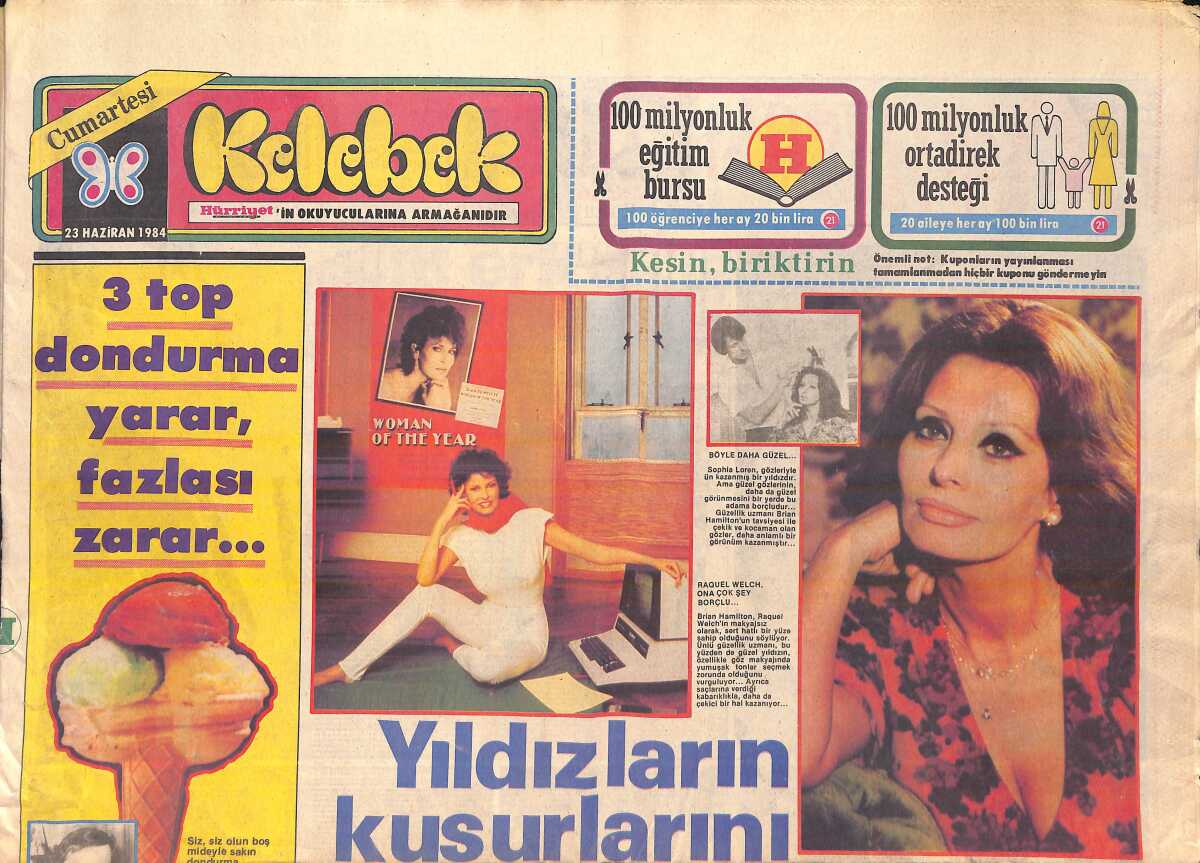 Cumartesi
Kelebek
Hürriyet'İN OKUYUCULARINA ARMAĞANIDIR
23 HAZİRAN 1984
100 milyonluk
eğitim
bursu
H
100 öğrenciye her ay 20 bin lira 21
100 milyonluk
ortadirek
desteği
20 aileye her ay 100 bin lira 21
Kesin, biriktirin
Önemli not: Kuponların yayınlanması
tamamlanmadan hiçbir kuponu göndermeyin
3 top
dondurma
yarar,
fazlası
zarar...
Siz, siz olun boş
mideyle sakın
dondurma
WOMAN
OF THE YEAR
BÖYLE DAHA GÜZEL...
Sophia Loren, gözleriyle
ün kazanmış bir yıldızdır.
Ama güzel gözlerinin,
daha da güzel
görünmesini bir yerde bu
adama borçludur...
Güzellik uzmanı Brian
Hamilton'un tavsiyesi ile
çekik ve kocaman olan
gözler, daha anlamlı bir
görünüm kazanmıştır...
RAQUEL WELCH,
ONA ÇOK ŞEY
BORÇLU...
Brian Hamilton, Raquel
Welch'in makyajsız
olarak, sert hatlı bir yüze
sahip olduğunu söylüyor.
Ünlü güzellik uzmanı, bu
yüzden de güzel yıldızın,
özellikle göz makyajında
yumuşak tonlar seçmek
zorunda olduğunu
vurguluyor... Ayrıca
saçlarına verdiği
kabarıklıkla, daha da
çekici bir hal kazanıyor...
Yıldızların
kusurlarını